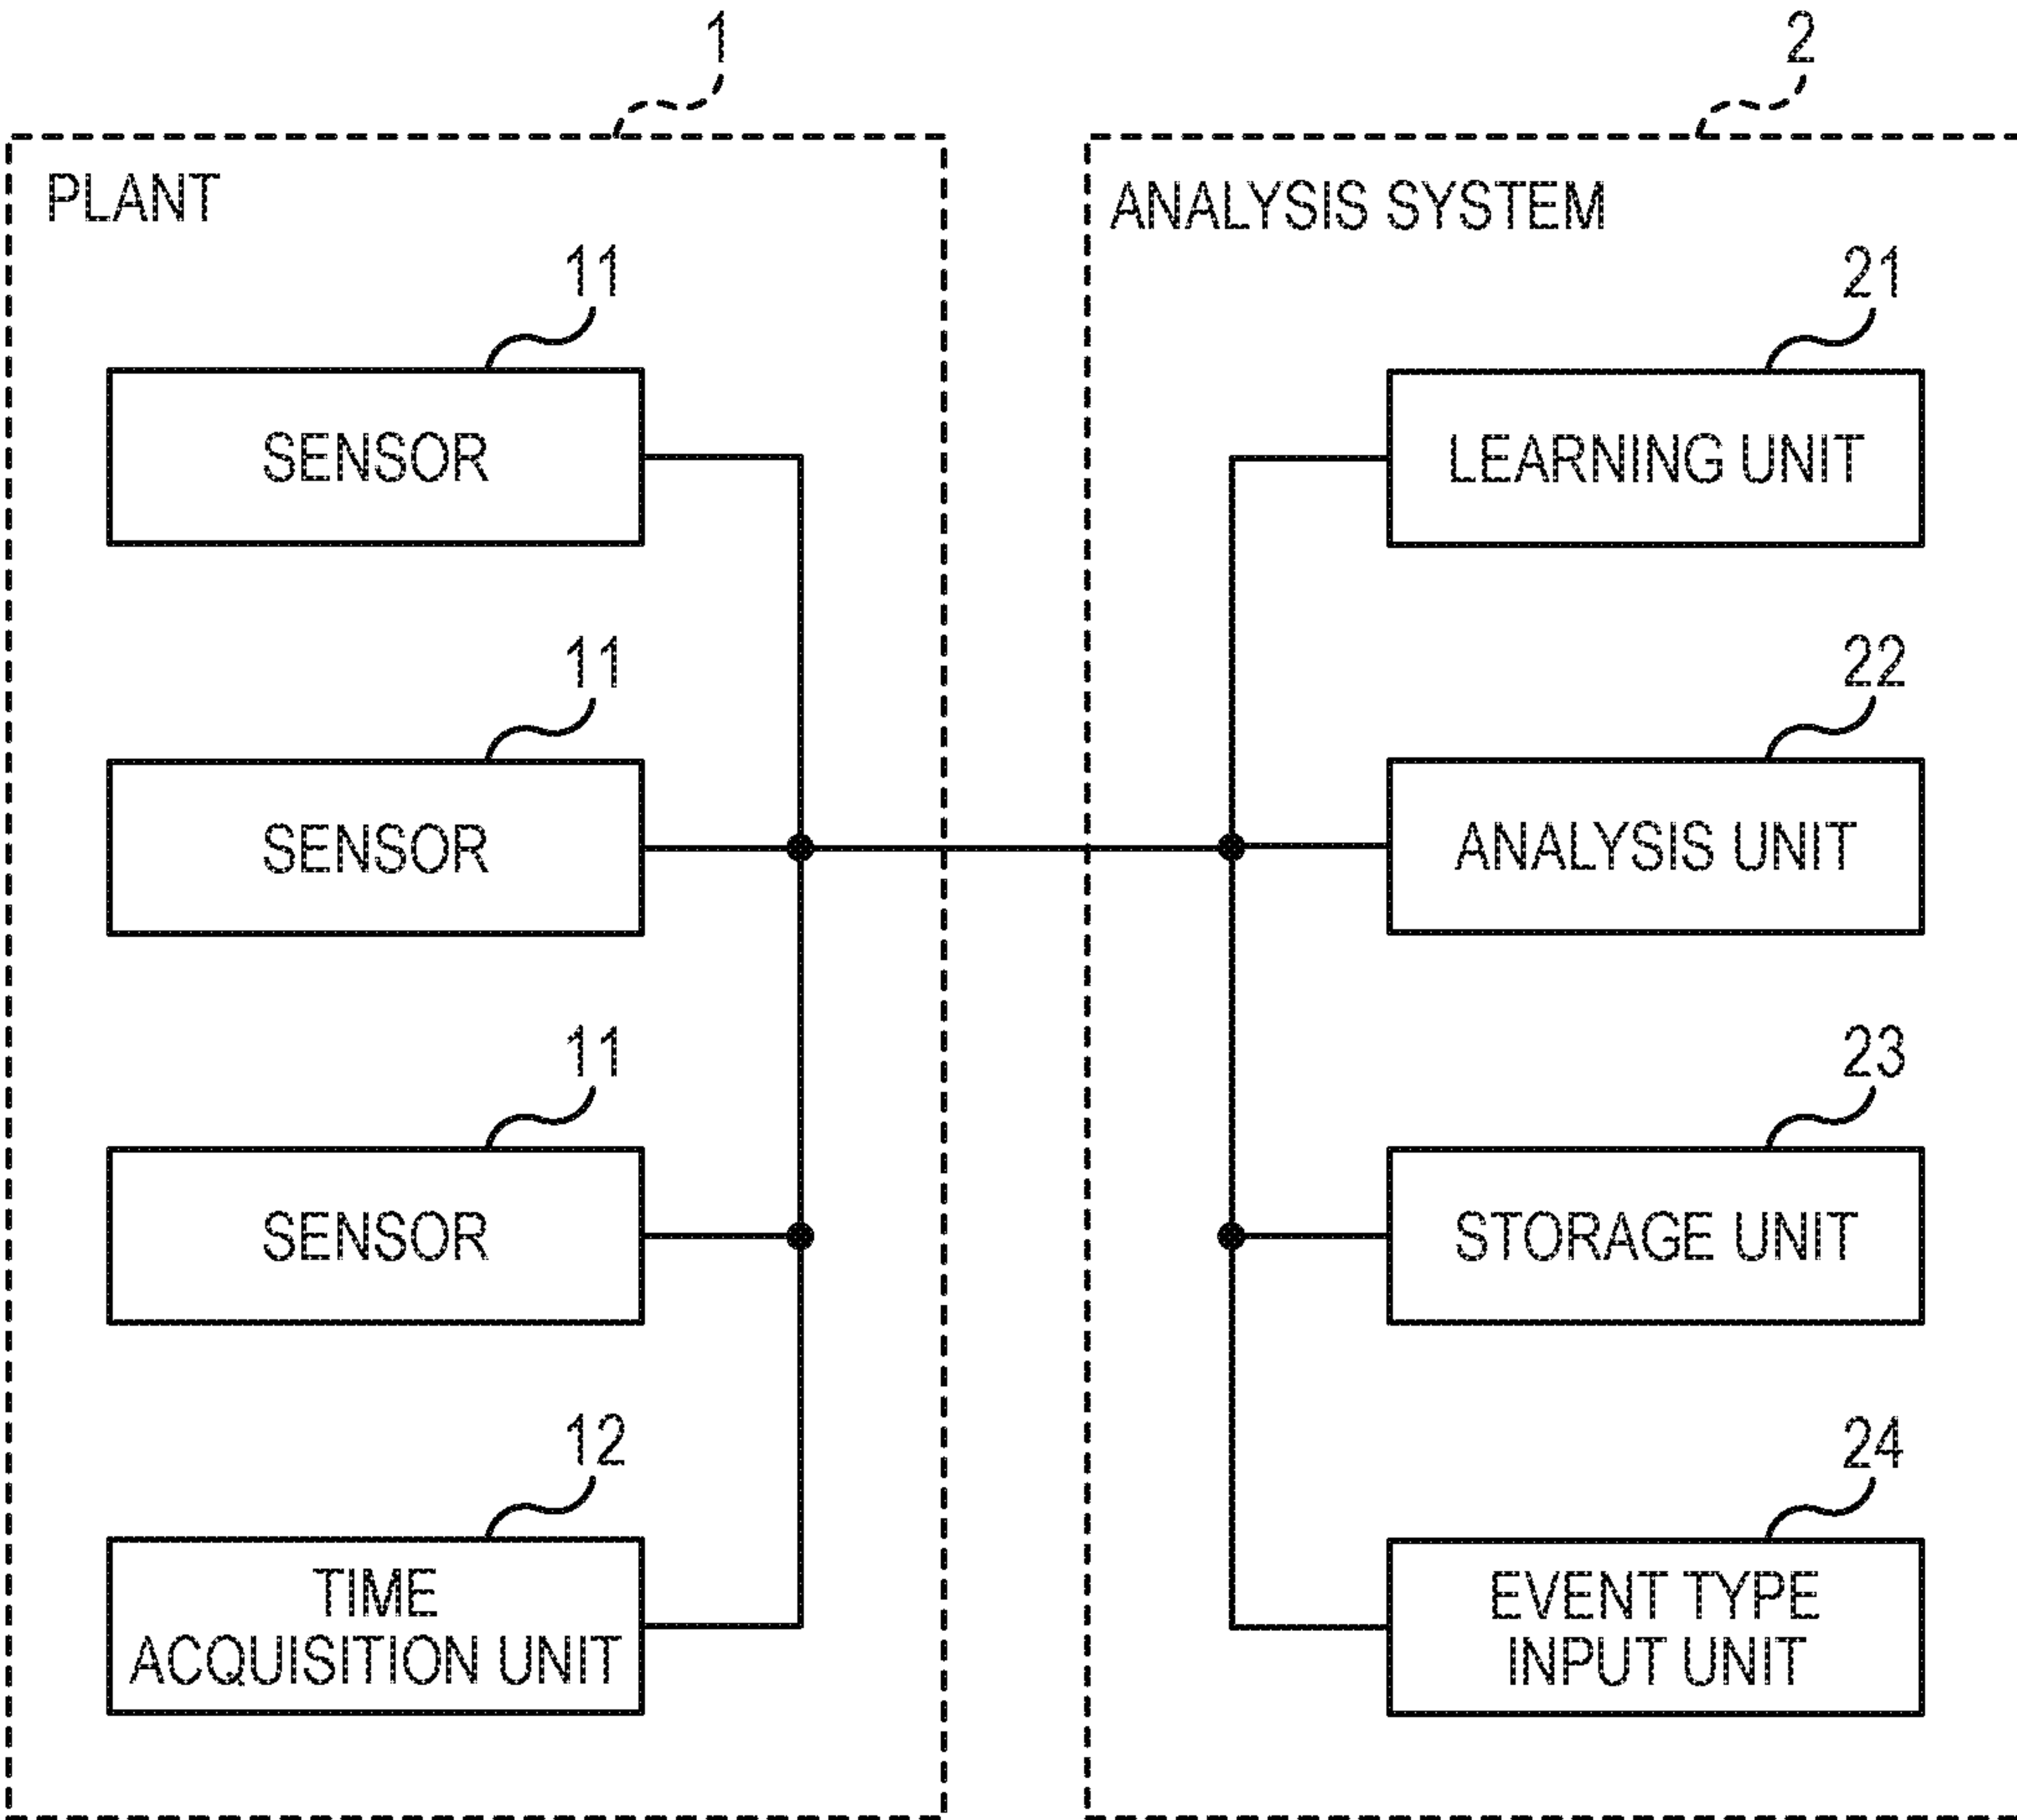 1
2
PLANT
ANALYSIS SYSTEM
11
SENSOR
21
LEARNING UNIT
11
SENSOR
22
ANALYSIS UNIT
11
SENSOR
23
STORAGE UNIT
12
TIME
ACQUISITION UNIT
24
EVENT TYPE
INPUT UNIT